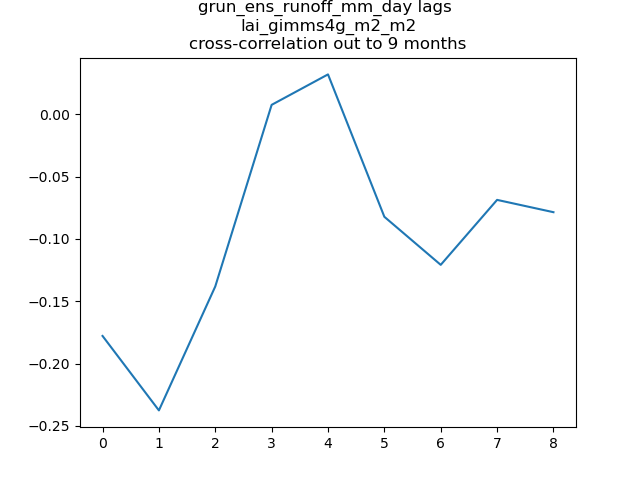 grun_ens_runoff_mm_day lags
lai_gimms4g_m2_m2
cross-correlation out to 9 months
0.00
−0.05
−0.10
−0.15
−0.20
−0.25
0 1 2 3 4 5 6 7 8